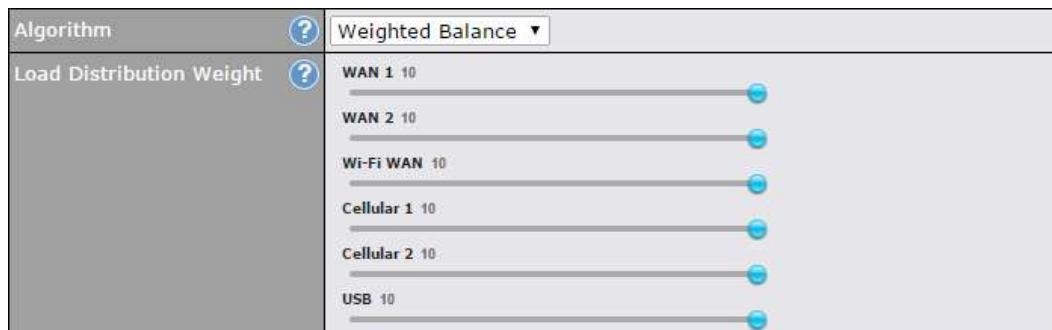 Algorithm ? Weighted Balance ▼
Load Distribution Weight ? WAN 1 10
WAN 2 10
Wi-Fi WAN 10
Cellular 1 10
Cellular 2 10
USB 10